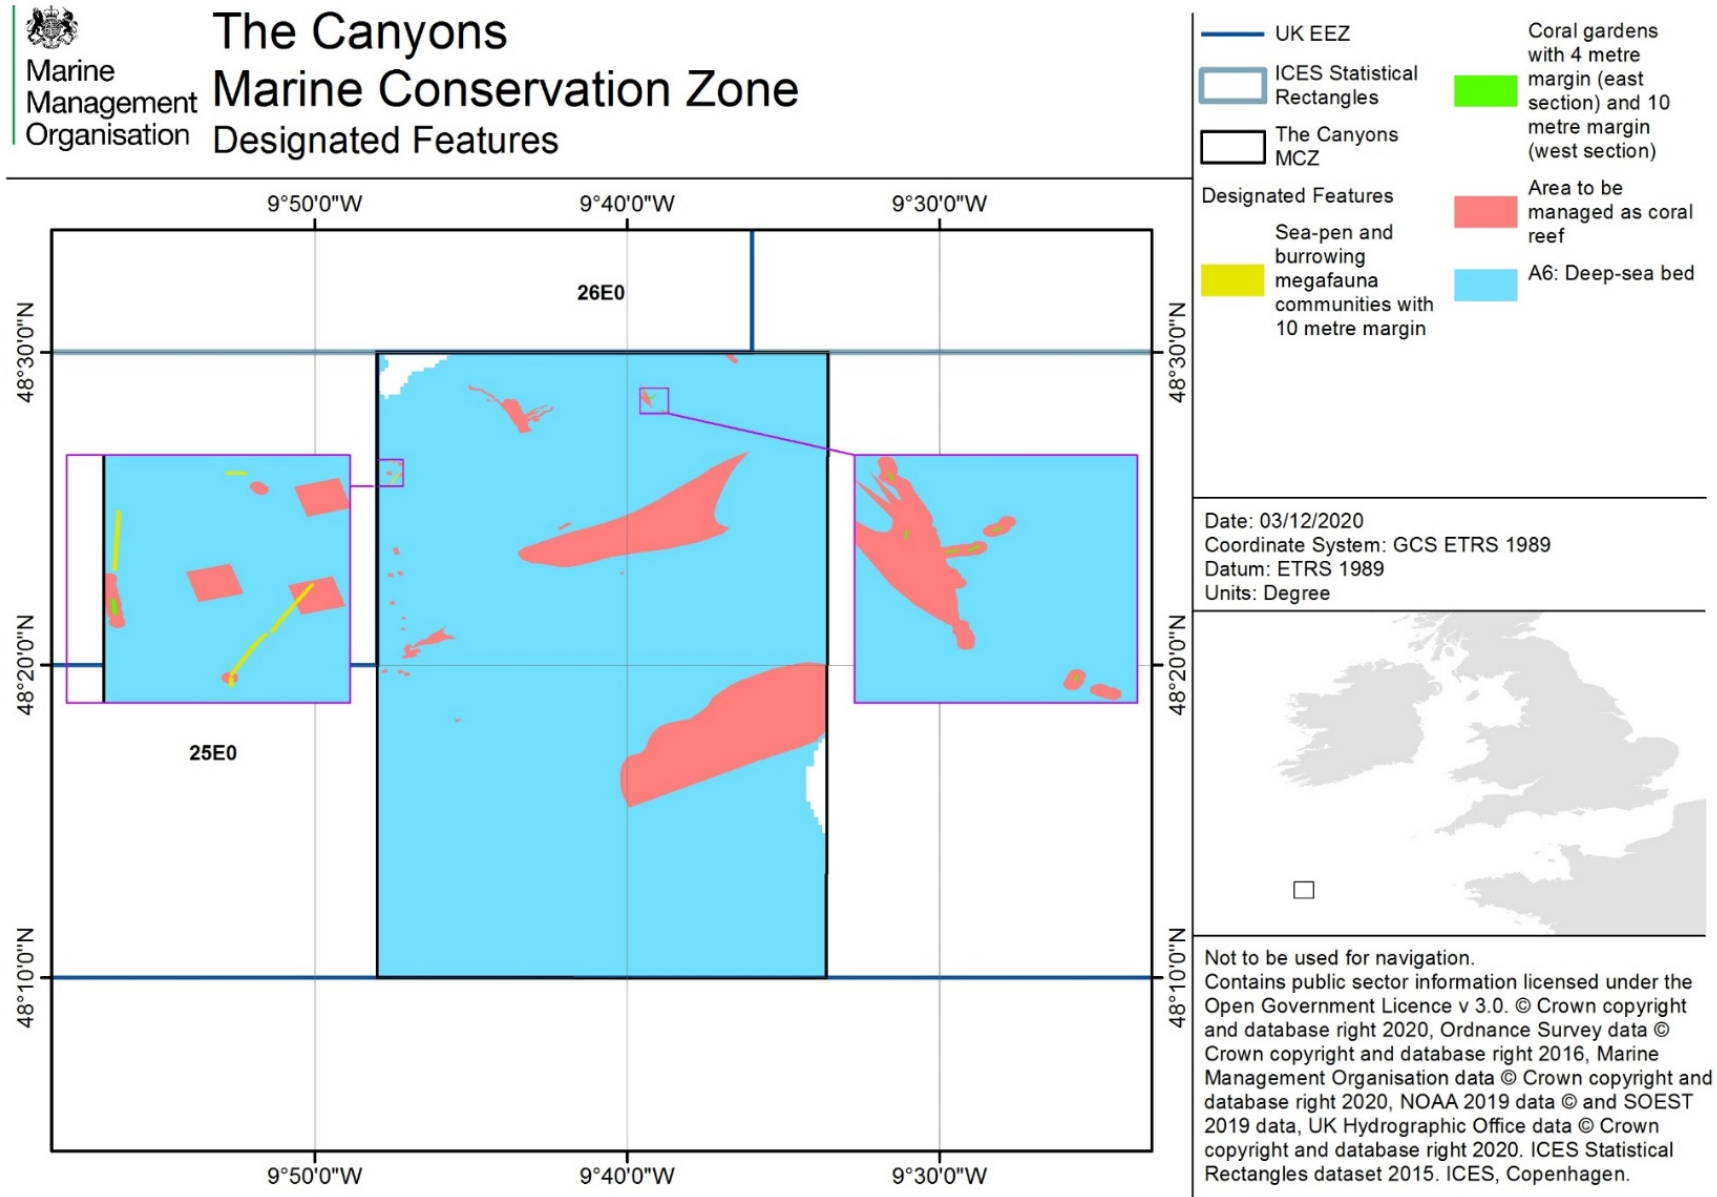 Marine
Management
Organisation
The Canyons
Marine Conservation Zone
Designated Features
9°50'0"W
9°40'0"W
9°30'0"W
48°30'0"N
48°20'0"N
48°10'0"N
26E0
25E0
48°30'0"N
48°20'0"N
48°10'0"N
9°50'0"W
9°40'0"W
9°30'0"W
UK EEZ
ICES Statistical
Rectangles
The Canyons
MCZ
Designated Features
Sea-pen and
burrowing
megafauna
communities with
10 metre margin
Coral gardens
with 4 metre
margin (east
section) and 10
metre margin
(west section)
Area to be
managed as coral
reef
A6: Deep-sea bed
Date: 03/12/2020
Coordinate System: GCS ETRS 1989
Datum: ETRS 1989
Units: Degree
Not to be used for navigation.
Contains public sector information licensed under the
Open Government Licence v 3.0. © Crown copyright
and database right 2020, Ordnance Survey data ©
Crown copyright and database right 2016, Marine
Management Organisation data © Crown copyright and
database right 2020, NOAA 2019 data © and SOEST
2019 data, UK Hydrographic Office data © Crown
copyright and database right 2020. ICES Statistical
Rectangles dataset 2015. ICES, Copenhagen.